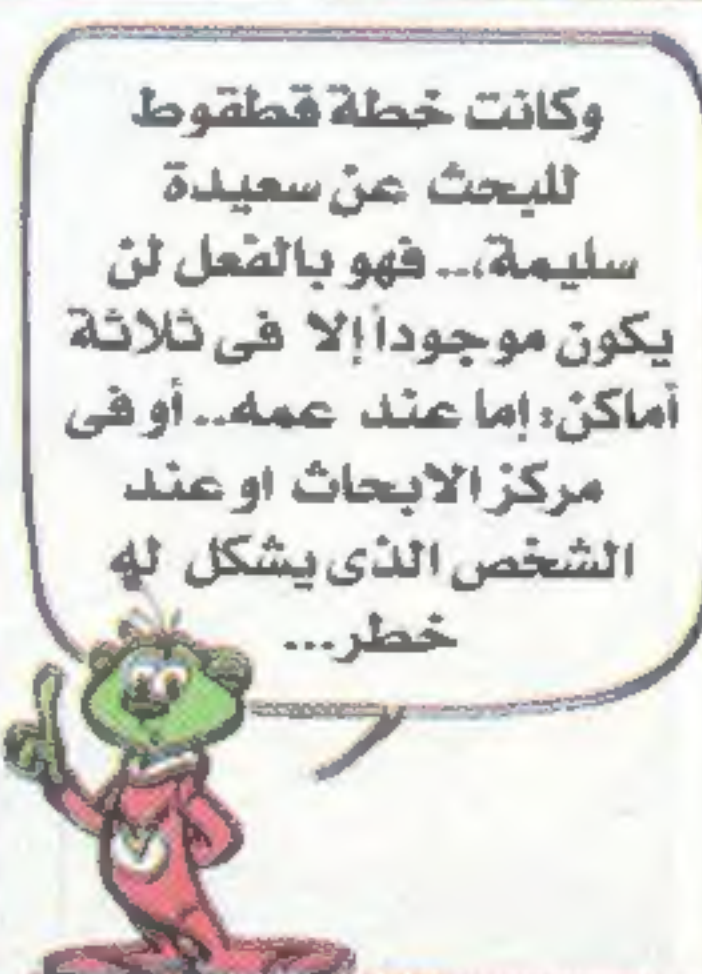 وكانت خطة قطقوط
للبحث عن سعيدة
سليمة... فهو بالفعل لن
يكون موجوداً إلا فى ثلاثة
أماكن: إما عند عمه.. أو فى
مركز الابحاث او عند
الشخص الذى يشكل له
خطر...